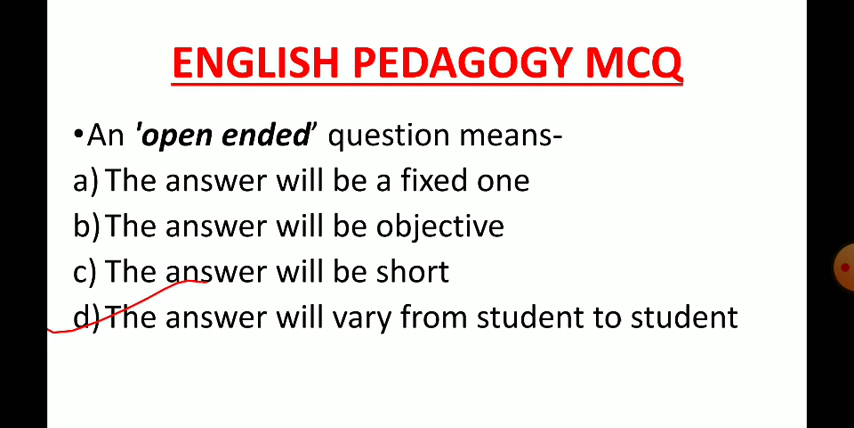 ENGLISH PEDAGOGY MCQ
•An 'open ended’ question means-
a) The answer will be a fixed one
b) The answer will be objective
c) The answer will be short
d) The answer will vary from student to student